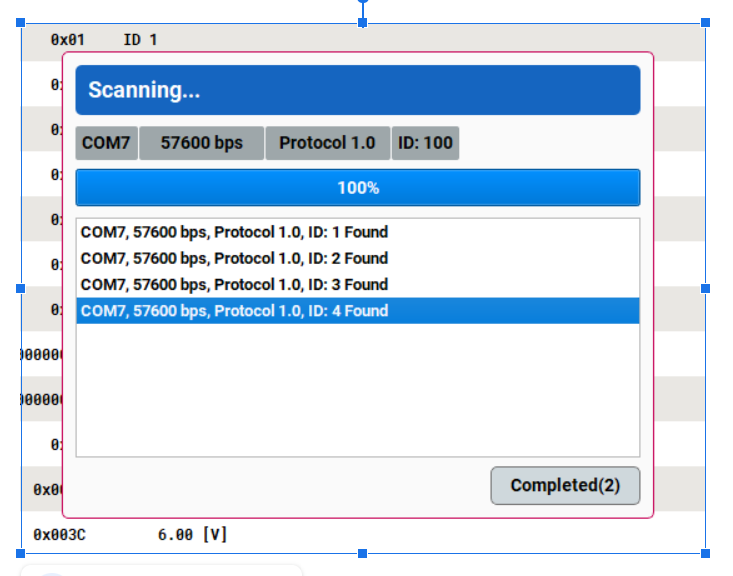 0x01 ID 1
Scanning...
COM7 57600 bps Protocol 1.0 ID: 100
100%
COM7, 57600 bps, Protocol 1.0, ID: 1 Found
COM7, 57600 bps, Protocol 1.0, ID: 2 Found
COM7, 57600 bps, Protocol 1.0, ID: 3 Found
COM7, 57600 bps, Protocol 1.0, ID: 4 Found
Completed(2)
0x003C 6.00 [V]